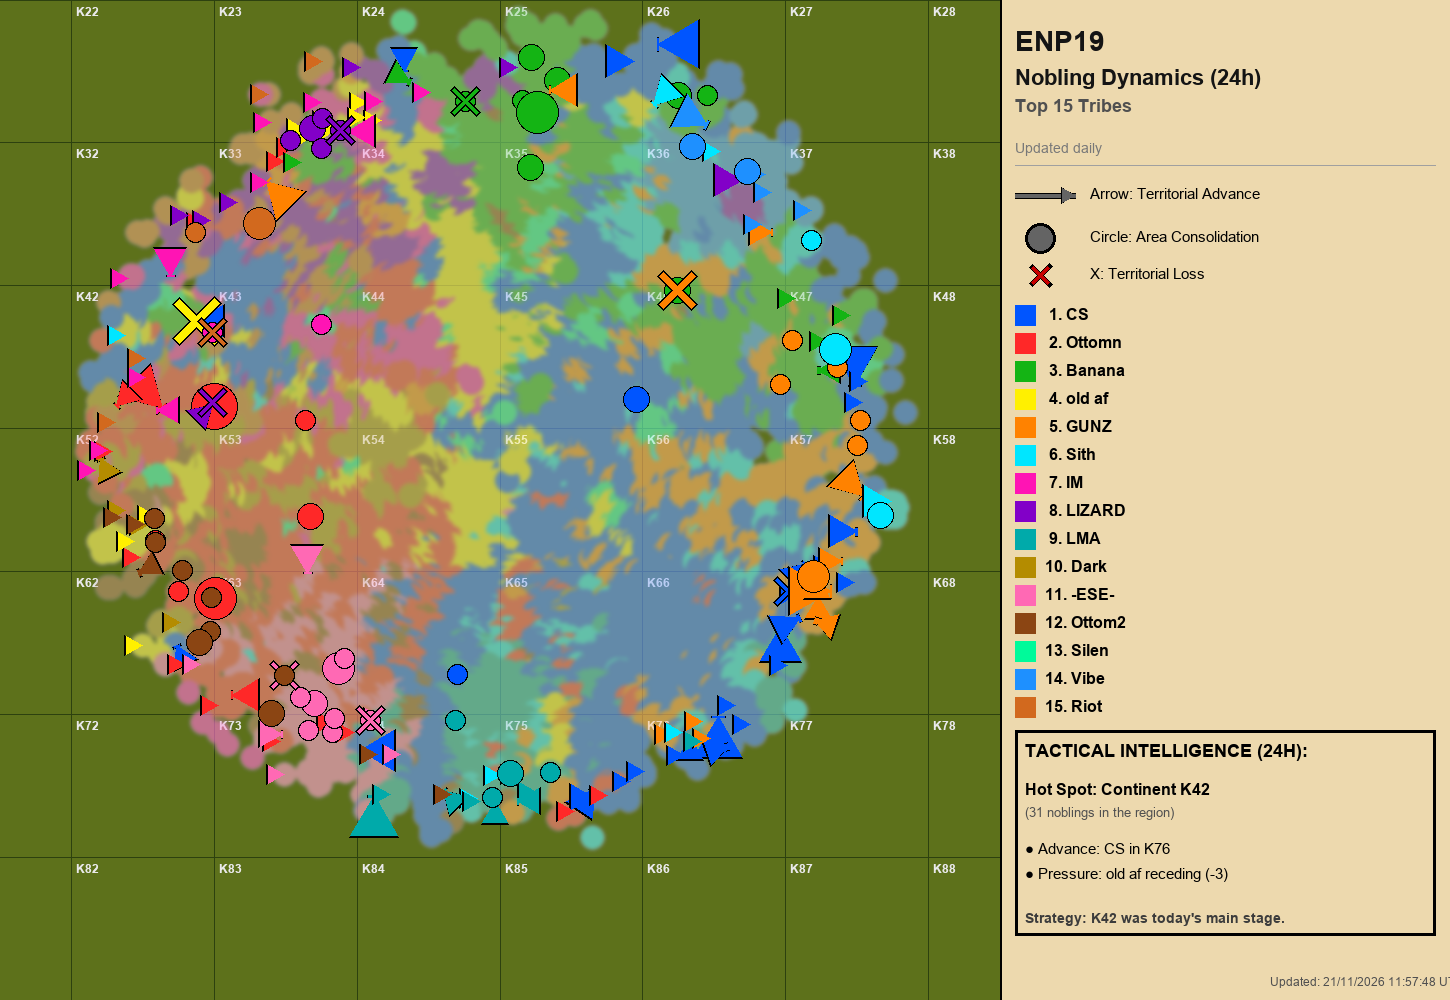 K22 K23 K24 K25 K26 K27 K28
K32 K33 K34 K35 K36 K37 K38
K42 K43 K44 K45 K47 K48
K53 K54 K55 K56 K57 K58
K62 K64 K65 K66 K68
K72 K73 K75 K77 K78
K82 K83 K84 K85 K86 K87 K88
ENP19
Nobling Dynamics (24h)
Top 15 Tribes
Updated daily
Arrow: Territorial Advance
Circle: Area Consolidation
X: Territorial Loss
1. CS
2. Ottomn
3. Banana
4. old af
5. GUNZ
6. Sith
7. IM
8. LIZARD
9. LMA
10. Dark
11. -ESE-
12. Ottom2
13. Silen
14. Vibe
15. Riot
TACTICAL INTELLIGENCE (24H):
Hot Spot: Continent K42
(31 noblings in the region)
● Advance: CS in K76
● Pressure: old af receding (-3)
Strategy: K42 was today's main stage.
Updated: 21/11/2026 11:57:48